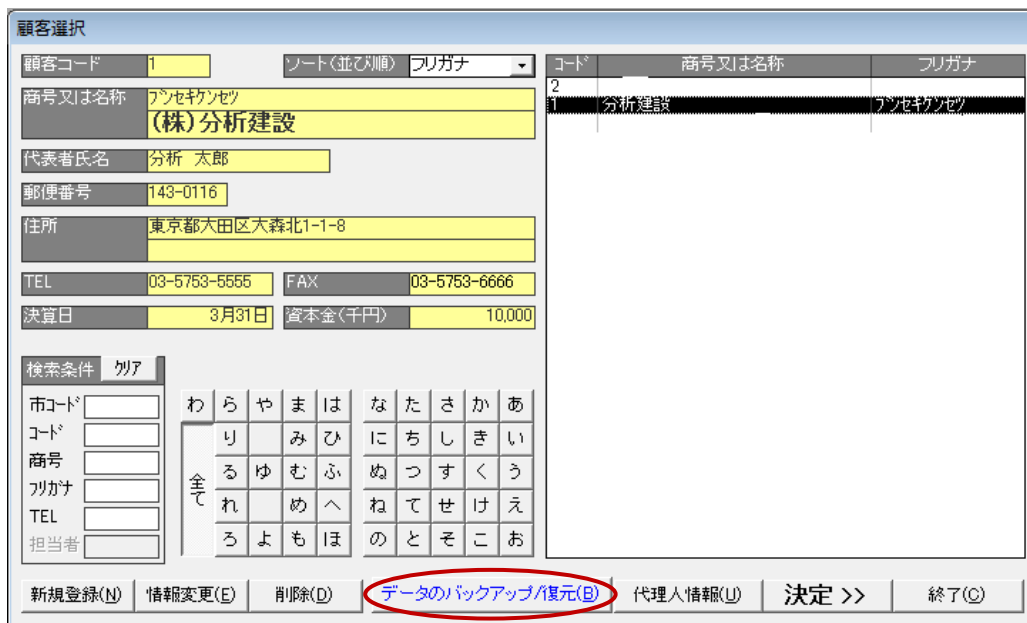 顧客選択
顧客コード 1 ソート(並び順) フリガナ
商号又は名称 ブンセキケンセツ
(株)分析建設
代表者氏名 分析 太郎
郵便番号 143-0116
住所 東京都大田区大森北1-1-8
TEL 03-5753-5555 FAX 03-5753-6666
決算日 3月31日 資本金(千円) 10,000
コード 商号又は名称 フリガナ
2
1 分析建設 ブンセキケンセツ
検索条件 クリア
市コード
コード
商号
フリガナ
TEL
担当者
わ ら や ま は な た さ か あ
り み ひ に ち し き い
全て る ゆ む ふ ぬ つ す く う
れ め へ ね て せ け え
ろ よ も ほ の と そ こ お
新規登録(N) 情報変更(E) 削除(D) データのバックアップ/復元(B) 代理人情報(U) 決定 >> 終了(C)